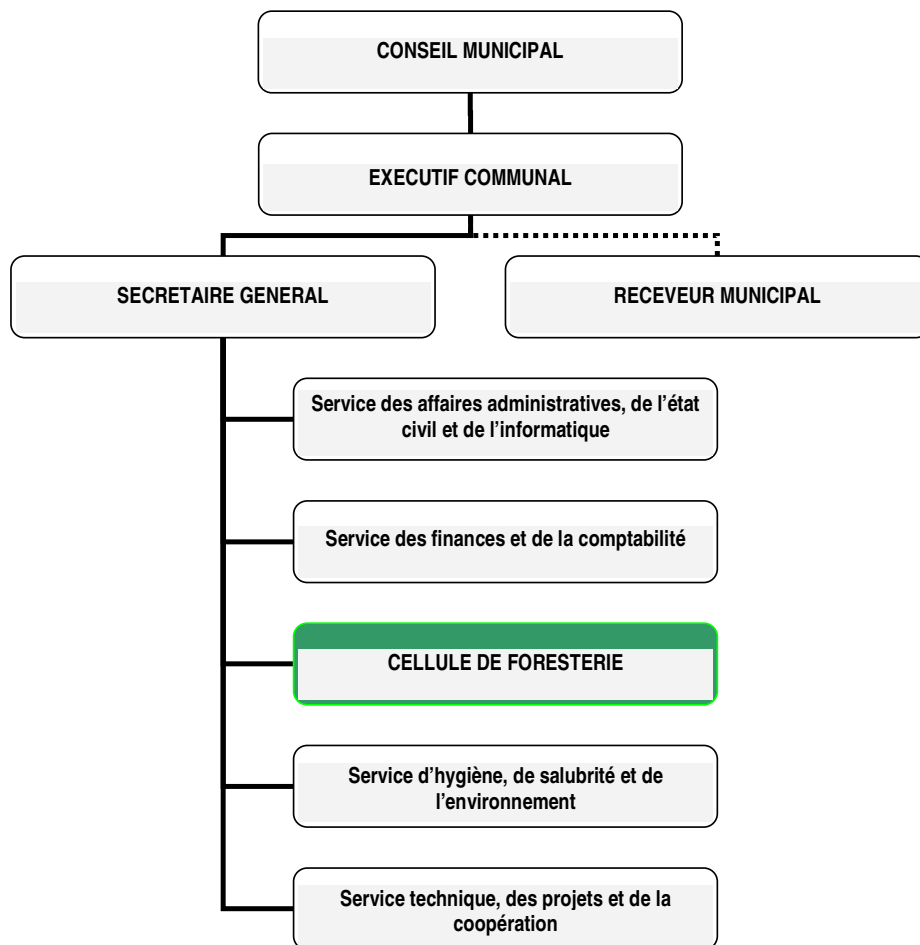 CONSEIL MUNICIPAL
EXECUTIF COMMUNAL
SECRETAIRE GENERAL
RECEVEUR MUNICIPAL
Service des affaires administratives, de l’état
civil et de l’informatique
Service des finances et de la comptabilité
CELLULE DE FORESTERIE
Service d’hygiène, de salubrité et de
l’environnement
Service technique, des projets et de la
coopération